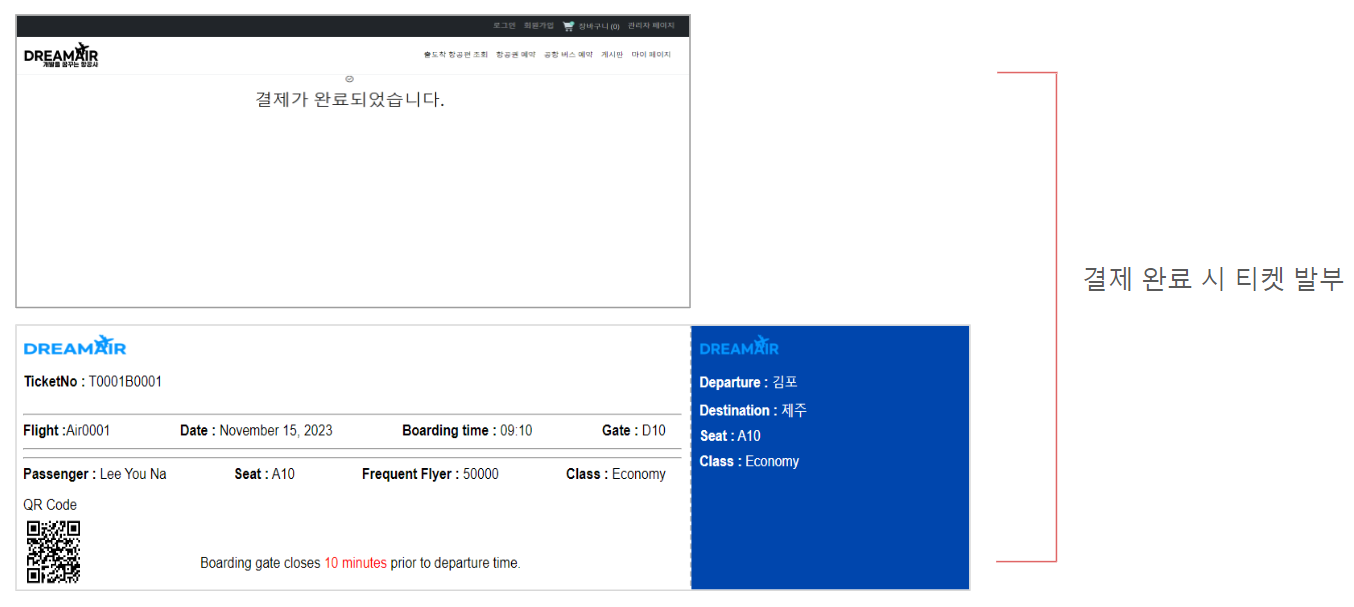 로그인 회원가입 장바구니 (0) 관리자 페이지
DREAMAIR
개발을 꿈꾸는 항공사
출도착 항공편 조회 항공권 예약 공항 버스 예약 게시판 마이 페이지
결제가 완료되었습니다.
결제 완료 시 티켓 발부
DREAMAIR
TicketNo : T0001B0001
Flight :Air0001 Date : November 15, 2023 Boarding time : 09:10 Gate : D10
Passenger : Lee You Na Seat : A10 Frequent Flyer : 50000 Class : Economy
QR Code
Boarding gate closes 10 minutes prior to departure time.
DREAMAIR
Departure : 김포
Destination : 제주
Seat : A10
Class : Economy